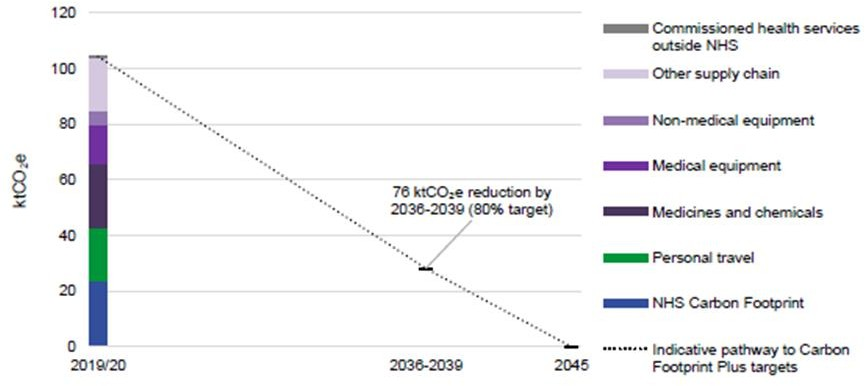 120
100
80
60
40
20
0
ktCO₂e
2019/20
2036-2039
2045
76 ktCO₂e reduction by
2036-2039 (80% target)
Commissioned health services
outside NHS
Other supply chain
Non-medical equipment
Medical equipment
Medicines and chemicals
Personal travel
NHS Carbon Footprint
Indicative pathway to Carbon
Footprint Plus targets